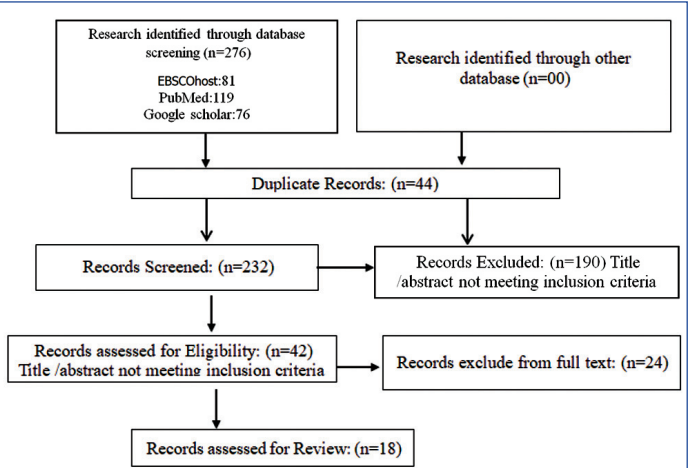 Research identified through database
screening (n=276)
EBSCOhost:81
PubMed:119
Google scholar:76
Research identified through other
database (n=00)
Duplicate Records: (n=44)
Records Screened: (n=232)
Records Excluded: (n=190) Title
/abstract not meeting inclusion criteria
Records assessed for Eligibility: (n=42)
Title /abstract not meeting inclusion criteria
Records exclude from full text: (n=24)
Records assessed for Review: (n=18)